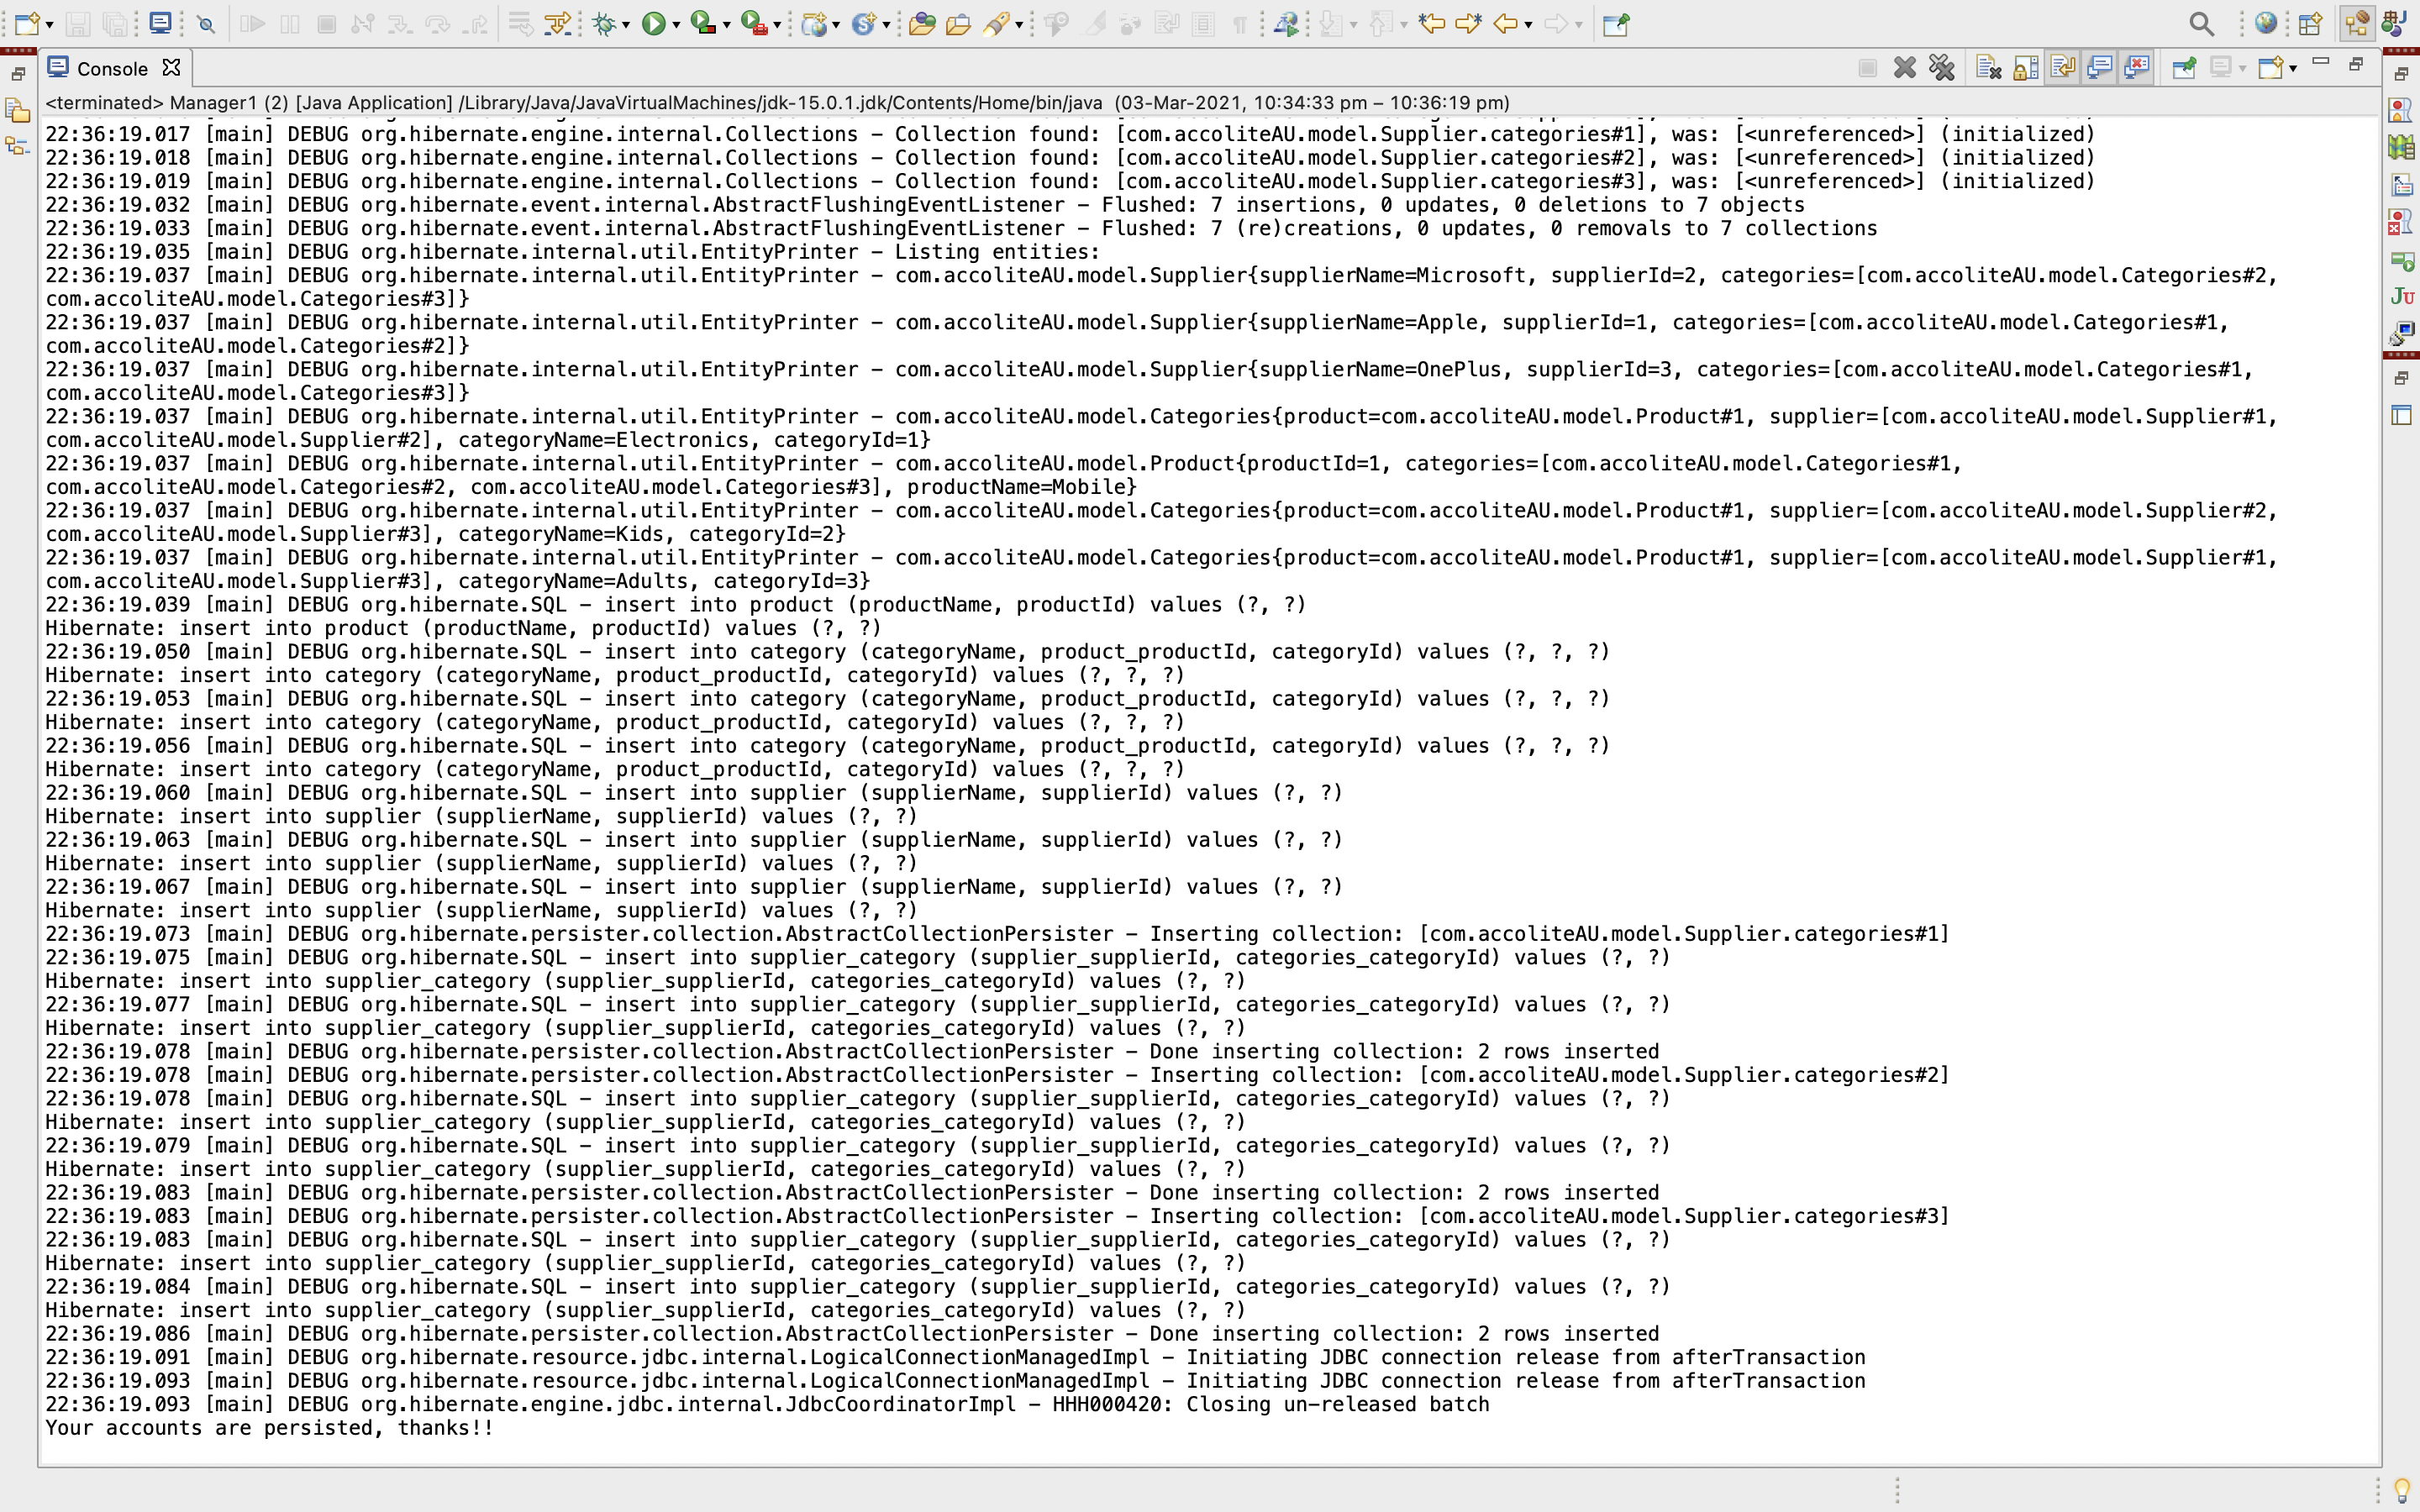 Console
<terminated> Manager1 (2) [Java Application] /Library/Java/JavaVirtualMachines/jdk-15.0.1.jdk/Contents/Home/bin/java (03-Mar-2021, 10:34:33 pm – 10:36:19 pm)
22:36:19.017 [main] DEBUG org.hibernate.engine.internal.Collections - Collection found: [com.accoliteAU.model.Supplier.categories#1], was: [<unreferenced>] (initialized)
22:36:19.018 [main] DEBUG org.hibernate.engine.internal.Collections - Collection found: [com.accoliteAU.model.Supplier.categories#2], was: [<unreferenced>] (initialized)
22:36:19.019 [main] DEBUG org.hibernate.engine.internal.Collections - Collection found: [com.accoliteAU.model.Supplier.categories#3], was: [<unreferenced>] (initialized)
22:36:19.032 [main] DEBUG org.hibernate.event.internal.AbstractFlushingEventListener - Flushed: 7 insertions, 0 updates, 0 deletions to 7 objects
22:36:19.033 [main] DEBUG org.hibernate.event.internal.AbstractFlushingEventListener - Flushed: 7 (re)creations, 0 updates, 0 removals to 7 collections
22:36:19.035 [main] DEBUG org.hibernate.internal.util.EntityPrinter - Listing entities:
22:36:19.037 [main] DEBUG org.hibernate.internal.util.EntityPrinter - com.accoliteAU.model.Supplier{supplierName=Microsoft, supplierId=2, categories=[com.accoliteAU.model.Categories#2,
com.accoliteAU.model.Categories#3]}
22:36:19.037 [main] DEBUG org.hibernate.internal.util.EntityPrinter - com.accoliteAU.model.Supplier{supplierName=Apple, supplierId=1, categories=[com.accoliteAU.model.Categories#1,
com.accoliteAU.model.Categories#2]}
22:36:19.037 [main] DEBUG org.hibernate.internal.util.EntityPrinter - com.accoliteAU.model.Supplier{supplierName=OnePlus, supplierId=3, categories=[com.accoliteAU.model.Categories#1,
com.accoliteAU.model.Categories#3]}
22:36:19.037 [main] DEBUG org.hibernate.internal.util.EntityPrinter - com.accoliteAU.model.Categories{product=com.accoliteAU.model.Product#1, supplier=[com.accoliteAU.model.Supplier#1,
com.accoliteAU.model.Supplier#2], categoryName=Electronics, categoryId=1}
22:36:19.037 [main] DEBUG org.hibernate.internal.util.EntityPrinter - com.accoliteAU.model.Product{productId=1, categories=[com.accoliteAU.model.Categories#1,
com.accoliteAU.model.Categories#2, com.accoliteAU.model.Categories#3], productName=Mobile}
22:36:19.037 [main] DEBUG org.hibernate.internal.util.EntityPrinter - com.accoliteAU.model.Categories{product=com.accoliteAU.model.Product#1, supplier=[com.accoliteAU.model.Supplier#2,
com.accoliteAU.model.Supplier#3], categoryName=Kids, categoryId=2}
22:36:19.037 [main] DEBUG org.hibernate.internal.util.EntityPrinter - com.accoliteAU.model.Categories{product=com.accoliteAU.model.Product#1, supplier=[com.accoliteAU.model.Supplier#1,
com.accoliteAU.model.Supplier#3], categoryName=Adults, categoryId=3}
22:36:19.039 [main] DEBUG org.hibernate.SQL - insert into product (productName, productId) values (?, ?)
Hibernate: insert into product (productName, productId) values (?, ?)
22:36:19.050 [main] DEBUG org.hibernate.SQL - insert into category (categoryName, product_productId, categoryId) values (?, ?, ?)
Hibernate: insert into category (categoryName, product_productId, categoryId) values (?, ?, ?)
22:36:19.053 [main] DEBUG org.hibernate.SQL - insert into category (categoryName, product_productId, categoryId) values (?, ?, ?)
Hibernate: insert into category (categoryName, product_productId, categoryId) values (?, ?, ?)
22:36:19.056 [main] DEBUG org.hibernate.SQL - insert into category (categoryName, product_productId, categoryId) values (?, ?, ?)
Hibernate: insert into category (categoryName, product_productId, categoryId) values (?, ?, ?)
22:36:19.060 [main] DEBUG org.hibernate.SQL - insert into supplier (supplierName, supplierId) values (?, ?)
Hibernate: insert into supplier (supplierName, supplierId) values (?, ?)
22:36:19.063 [main] DEBUG org.hibernate.SQL - insert into supplier (supplierName, supplierId) values (?, ?)
Hibernate: insert into supplier (supplierName, supplierId) values (?, ?)
22:36:19.067 [main] DEBUG org.hibernate.SQL - insert into supplier (supplierName, supplierId) values (?, ?)
Hibernate: insert into supplier (supplierName, supplierId) values (?, ?)
22:36:19.073 [main] DEBUG org.hibernate.persister.collection.AbstractCollectionPersister - Inserting collection: [com.accoliteAU.model.Supplier.categories#1]
22:36:19.075 [main] DEBUG org.hibernate.SQL - insert into supplier_category (supplier_supplierId, categories_categoryId) values (?, ?)
Hibernate: insert into supplier_category (supplier_supplierId, categories_categoryId) values (?, ?)
22:36:19.077 [main] DEBUG org.hibernate.SQL - insert into supplier_category (supplier_supplierId, categories_categoryId) values (?, ?)
Hibernate: insert into supplier_category (supplier_supplierId, categories_categoryId) values (?, ?)
22:36:19.078 [main] DEBUG org.hibernate.persister.collection.AbstractCollectionPersister - Done inserting collection: 2 rows inserted
22:36:19.078 [main] DEBUG org.hibernate.persister.collection.AbstractCollectionPersister - Inserting collection: [com.accoliteAU.model.Supplier.categories#2]
22:36:19.078 [main] DEBUG org.hibernate.SQL - insert into supplier_category (supplier_supplierId, categories_categoryId) values (?, ?)
Hibernate: insert into supplier_category (supplier_supplierId, categories_categoryId) values (?, ?)
22:36:19.079 [main] DEBUG org.hibernate.SQL - insert into supplier_category (supplier_supplierId, categories_categoryId) values (?, ?)
Hibernate: insert into supplier_category (supplier_supplierId, categories_categoryId) values (?, ?)
22:36:19.083 [main] DEBUG org.hibernate.persister.collection.AbstractCollectionPersister - Done inserting collection: 2 rows inserted
22:36:19.083 [main] DEBUG org.hibernate.persister.collection.AbstractCollectionPersister - Inserting collection: [com.accoliteAU.model.Supplier.categories#3]
22:36:19.083 [main] DEBUG org.hibernate.SQL - insert into supplier_category (supplier_supplierId, categories_categoryId) values (?, ?)
Hibernate: insert into supplier_category (supplier_supplierId, categories_categoryId) values (?, ?)
22:36:19.084 [main] DEBUG org.hibernate.SQL - insert into supplier_category (supplier_supplierId, categories_categoryId) values (?, ?)
Hibernate: insert into supplier_category (supplier_supplierId, categories_categoryId) values (?, ?)
22:36:19.086 [main] DEBUG org.hibernate.persister.collection.AbstractCollectionPersister - Done inserting collection: 2 rows inserted
22:36:19.091 [main] DEBUG org.hibernate.resource.jdbc.internal.LogicalConnectionManagedImpl - Initiating JDBC connection release from afterTransaction
22:36:19.093 [main] DEBUG org.hibernate.resource.jdbc.internal.LogicalConnectionManagedImpl - Initiating JDBC connection release from afterTransaction
22:36:19.093 [main] DEBUG org.hibernate.engine.jdbc.internal.JdbcCoordinatorImpl - HHH000420: Closing un-released batch
Your accounts are persisted, thanks!!